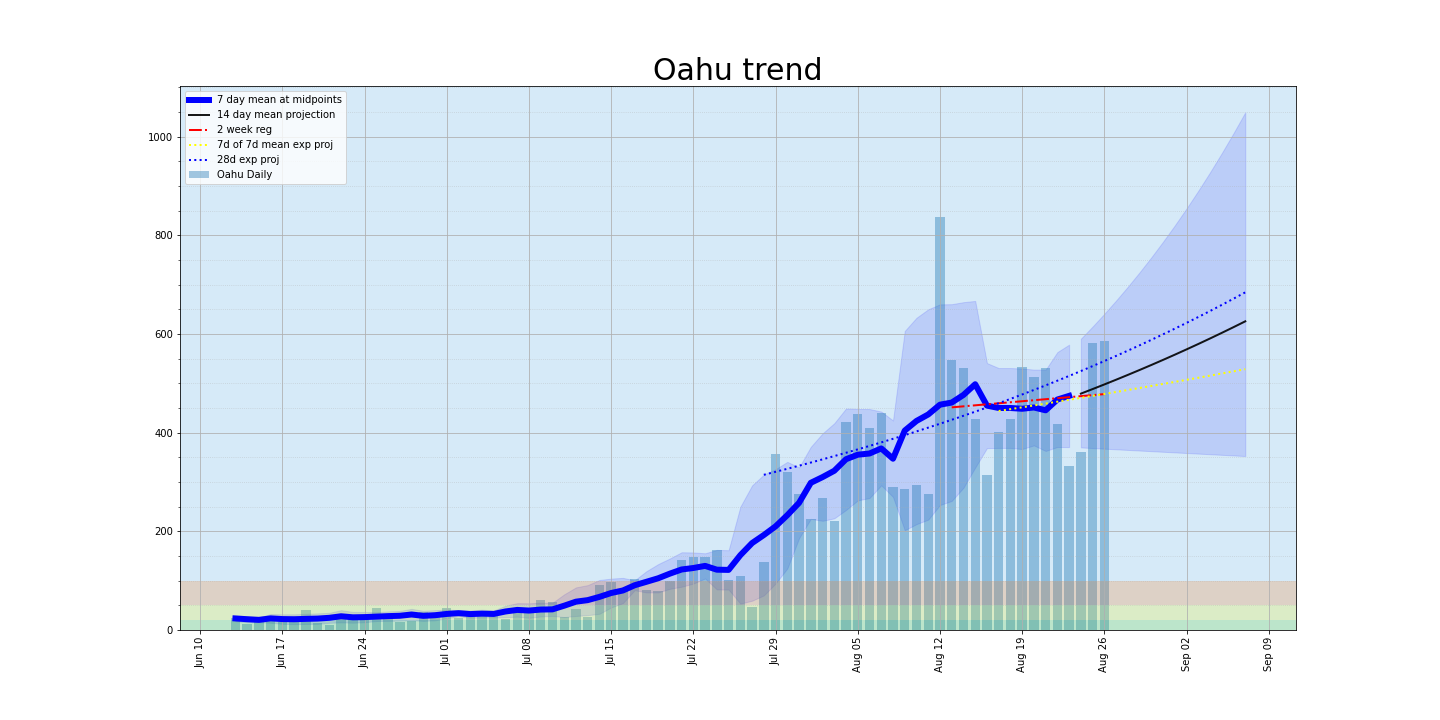 Oahu trend
7 day mean at midpoints
14 day mean projection
2 week reg
7d of 7d mean exp proj
28d exp proj
Oahu Daily
1000
800
600
400
200
0
Jun 10
Jun 17
Jun 24
Jul 01
Jul 08
Jul 15
Jul 22
Jul 29
Aug 05
Aug 12
Aug 19
Aug 26
Sep 02
Sep 09